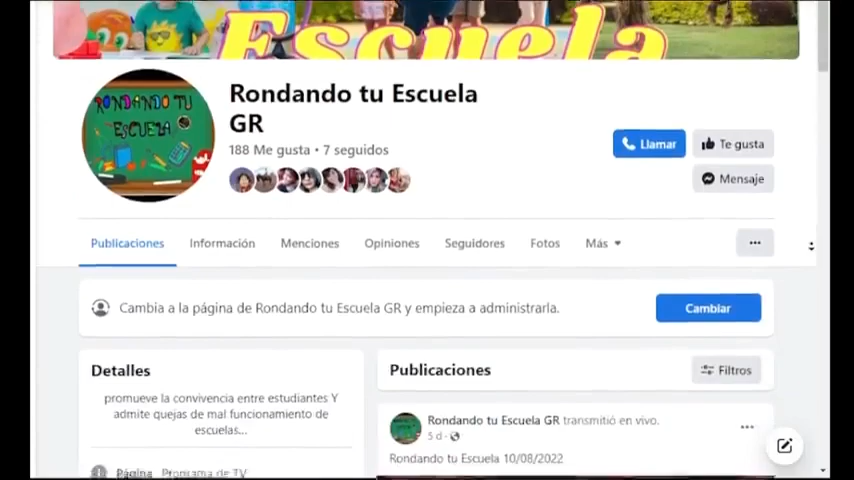 Escuela
RONDANDO TU
ESCUELA
Rondando tu Escuela
GR
188 Me gusta • 7 seguidos
Llamar
Te gusta
Mensaje
Publicaciones
Información
Menciones
Opiniones
Seguidores
Fotos
Más
Cambia a la página de Rondando tu Escuela GR y empieza a administrarla.
Cambiar
Detalles
promueve la convivencia entre estudiantes Y
admite quejas de mal funcionamiento de
escuelas...
Página · Programa de TV
Publicaciones
Filtros
Rondando tu Escuela GR transmitió en vivo.
5 d ·
Rondando tu Escuela 10/08/2022